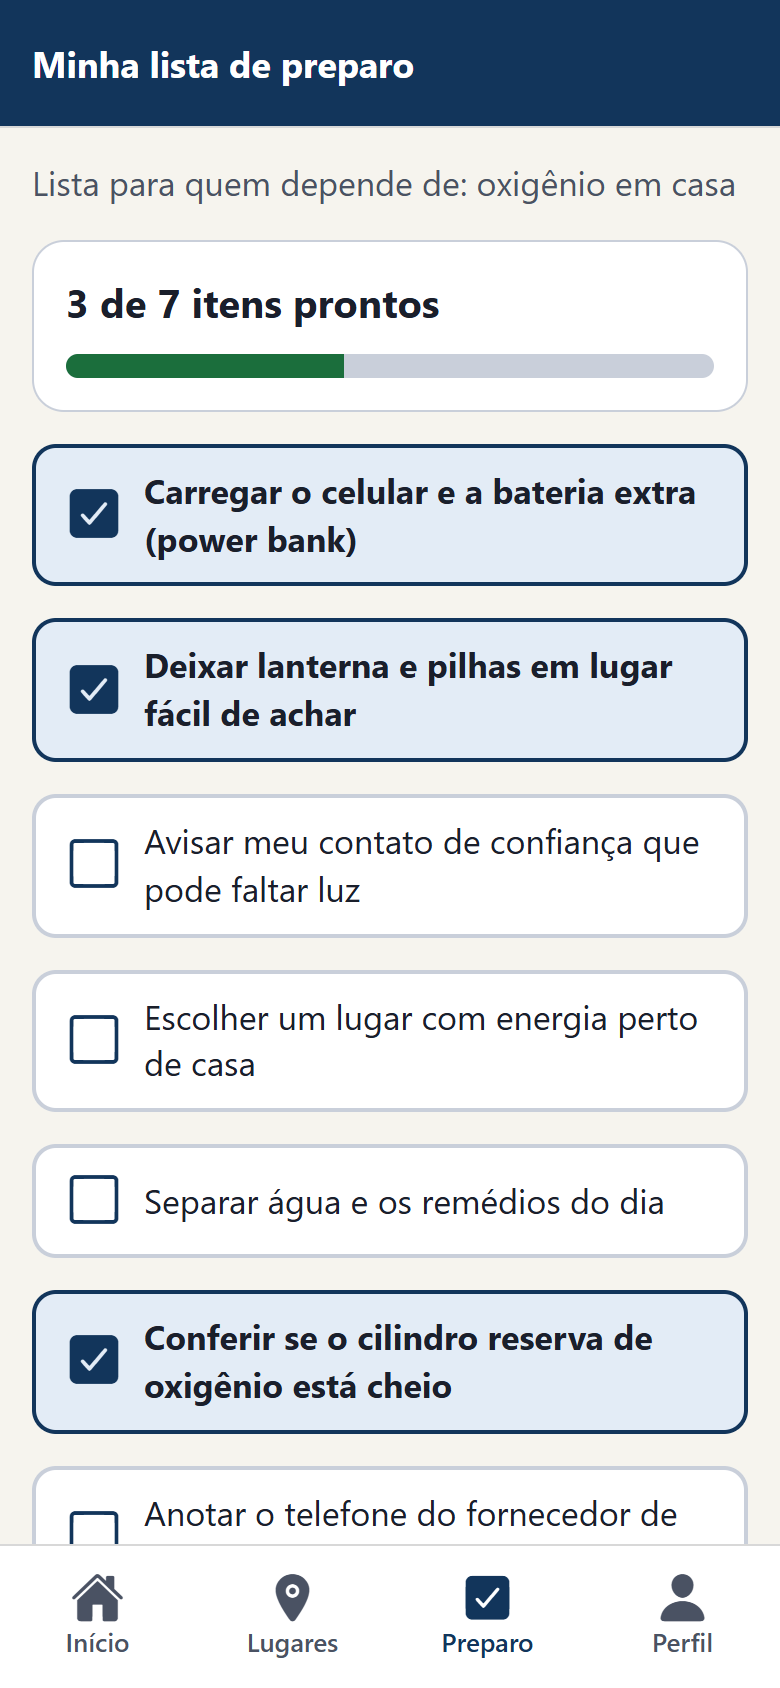 Minha lista de preparo
Lista para quem depende de: oxigênio em casa
3 de 7 itens prontos
Carregar o celular e a bateria extra
(power bank)
Deixar lanterna e pilhas em lugar
fácil de achar
Avisar meu contato de confiança que
pode faltar luz
Escolher um lugar com energia perto
de casa
Separar água e os remédios do dia
Conferir se o cilindro reserva de
oxigênio está cheio
Anotar o telefone do fornecedor de
Início
Lugares
Preparo
Perfil